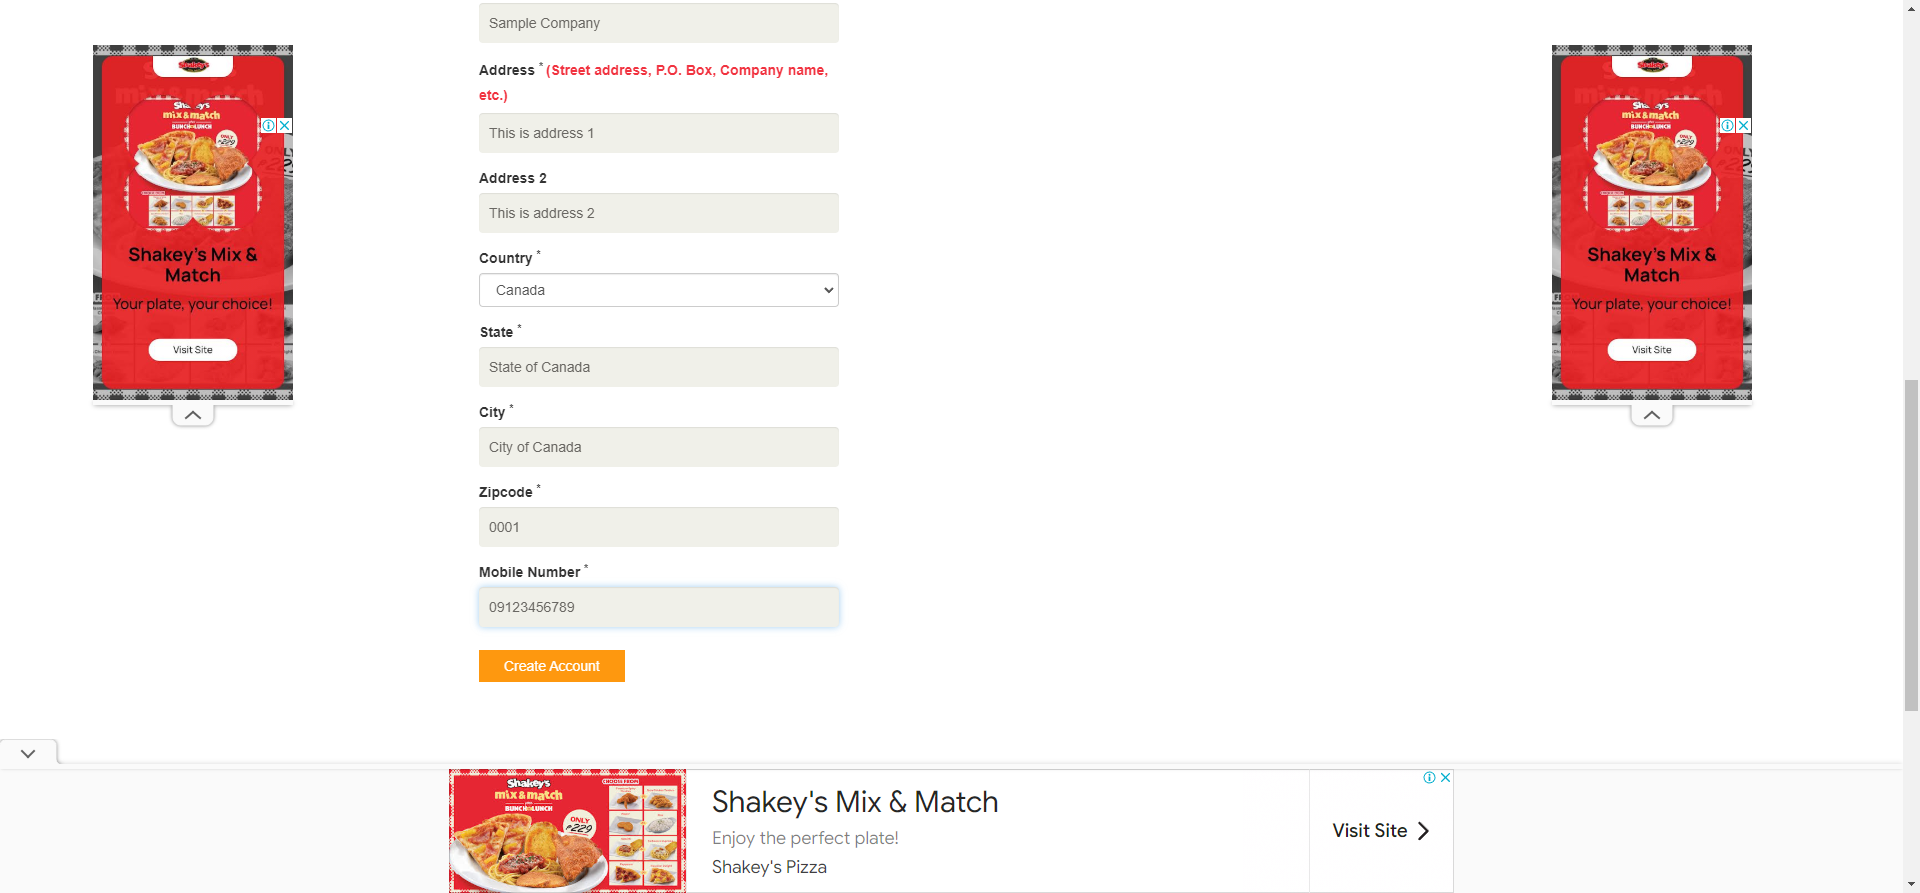 Sample Company
Address * (Street address, P.O. Box, Company name,
etc.)
This is address 1
Address 2
This is address 2
Country *
Canada
State *
State of Canada
City *
City of Canada
Zipcode *
0001
Mobile Number *
09123456789
Create Account
Shakey's
mix & match
BUNCH LUNCH
ONLY
₱229
Shakey's Mix &
Match
Your plate, your choice!
Visit Site
Shakey's
mix & match
BUNCH LUNCH
ONLY
₱229
Shakey's Mix &
Match
Your plate, your choice!
Visit Site
Shakey's
mix & match
BUNCH LUNCH
CHOOSE FROM
ONLY
₱229
Shakey's Mix & Match
Enjoy the perfect plate!
Shakey's Pizza
Visit Site